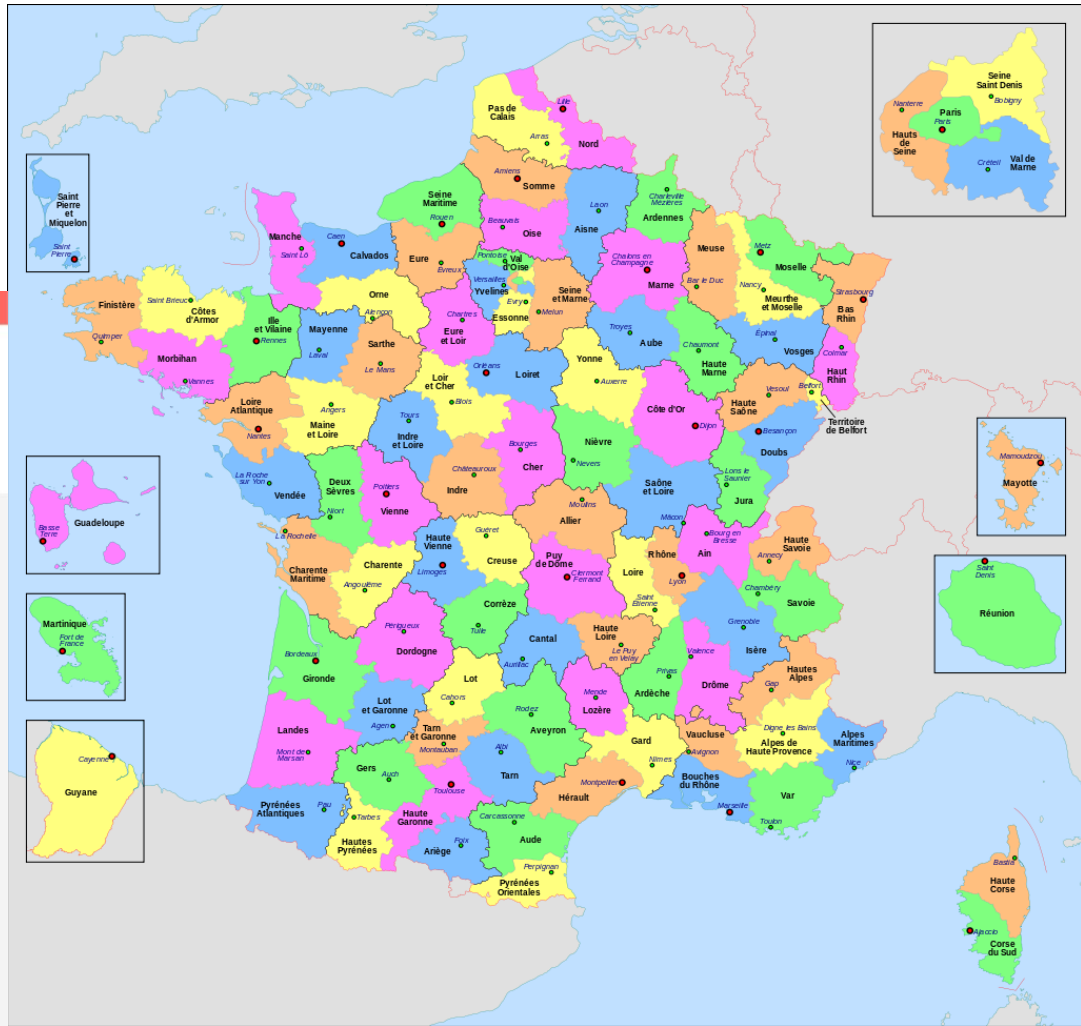 Pas de
Calais
Arras
Lille
Nord
Seine
Saint Denis
Bobigny
Nanterre
Paris
Paris
Hauts
de
Seine
Créteil
Val de
Marne
Saint
Pierre
et
Miquelon
Saint
Pierre
Amiens
Somme
Seine
Maritime
Rouen
Beauvais
Oise
Laon
Aisne
Charleville
Mézières
Ardennes
Manche
Saint Lô
Caen
Calvados
Eure
Evreux
Pontoise
Val
d'Oise
Versailles
Yvelines
Evry
Essonne
Seine
et Marne
Melun
Chalons en
Champagne
Marne
Meuse
Bar le Duc
Metz
Moselle
Nancy
Meurthe
et Moselle
Strasbourg
Bas
Rhin
Finistère
Quimper
Saint Brieuc
Côtes
d'Armor
Morbihan
Vannes
Ille
et Vilaine
Rennes
Orne
Alençon
Mayenne
Laval
Sarthe
Le Mans
Chartres
Eure
et Loir
Troyes
Aube
Chaumont
Haute
Marne
Épinal
Vosges
Colmar
Haut
Rhin
Loire
Atlantique
Nantes
Angers
Maine
et Loire
Loir
et Cher
Blois
Orléans
Loiret
Yonne
Auxerre
Côte d'Or
Dijon
Vesoul
Haute
Saône
Belfort
Territoire
de Belfort
Besançon
Doubs
Tours
Indre
et Loire
Bourges
Cher
Nièvre
Nevers
La Roche
sur Yon
Vendée
Deux
Sèvres
Niort
Poitiers
Vienne
Châteauroux
Indre
Moulins
Allier
Saône
et Loire
Mâcon
Lons le
Saunier
Jura
Mamoudzou
Mayotte
Guadeloupe
Basse
Terre
La Rochelle
Charente
Maritime
Charente
Angoulême
Haute
Vienne
Limoges
Guéret
Creuse
Puy
de Dôme
Clermont
Ferrand
Loire
Saint
Etienne
Rhône
Lyon
Bourg en
Bresse
Ain
Haute
Savoie
Annecy
Chambéry
Savoie
Saint
Denis
Réunion
Martinique
Fort de
France
Bordeaux
Gironde
Périgueux
Dordogne
Corrèze
Tulle
Cantal
Aurillac
Haute
Loire
Le Puy
en Velay
Grenoble
Isère
Privas
Ardèche
Valence
Drôme
Hautes
Alpes
Gap
Landes
Mont de
Marsan
Lot
et Garonne
Agen
Lot
Cahors
Rodez
Aveyron
Mende
Lozère
Cayenne
Guyane
Gers
Auch
Tarn
et Garonne
Montauban
Albi
Tarn
Gard
Nîmes
Vaucluse
Avignon
Digne les Bains
Alpes de
Haute Provence
Alpes
Maritimes
Nice
Pyrénées
Atlantiques
Pau
Tarbes
Hautes
Pyrénées
Toulouse
Haute
Garonne
Foix
Ariège
Carcassonne
Aude
Perpignan
Pyrénées
Orientales
Montpellier
Hérault
Bouches
du Rhône
Marseille
Var
Toulon
Bastia
Haute
Corse
Ajaccio
Corse
du Sud